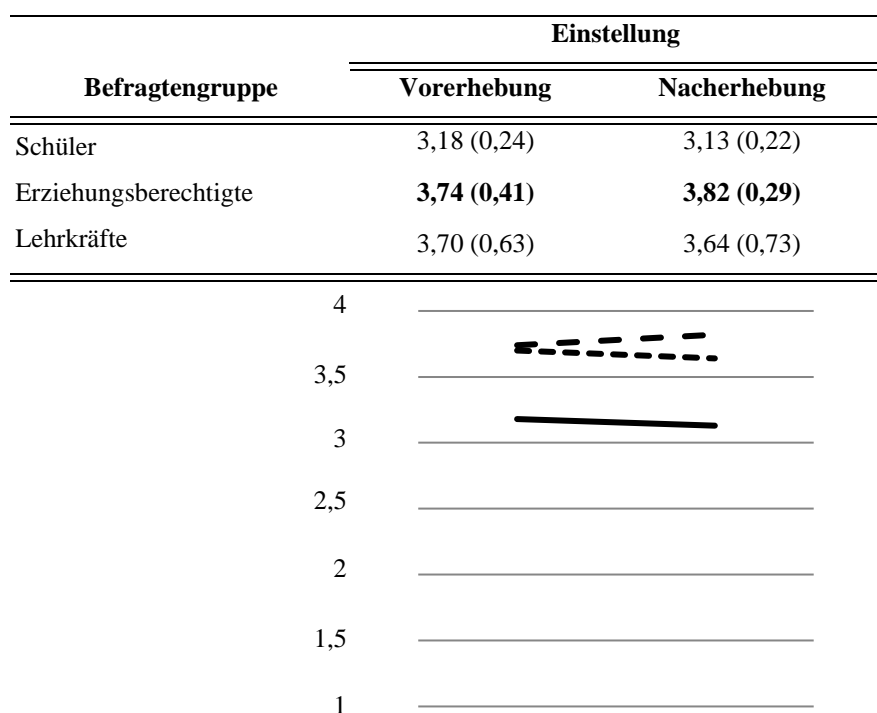 Einstellung
Befragtengruppe Vorerhebung Nacherhebung
Schüler 3,18 (0,24) 3,13 (0,22)
Erziehungsberechtigte 3,74 (0,41) 3,82 (0,29)
Lehrkräfte 3,70 (0,63) 3,64 (0,73)
4
3,5
3
2,5
2
1,5
1